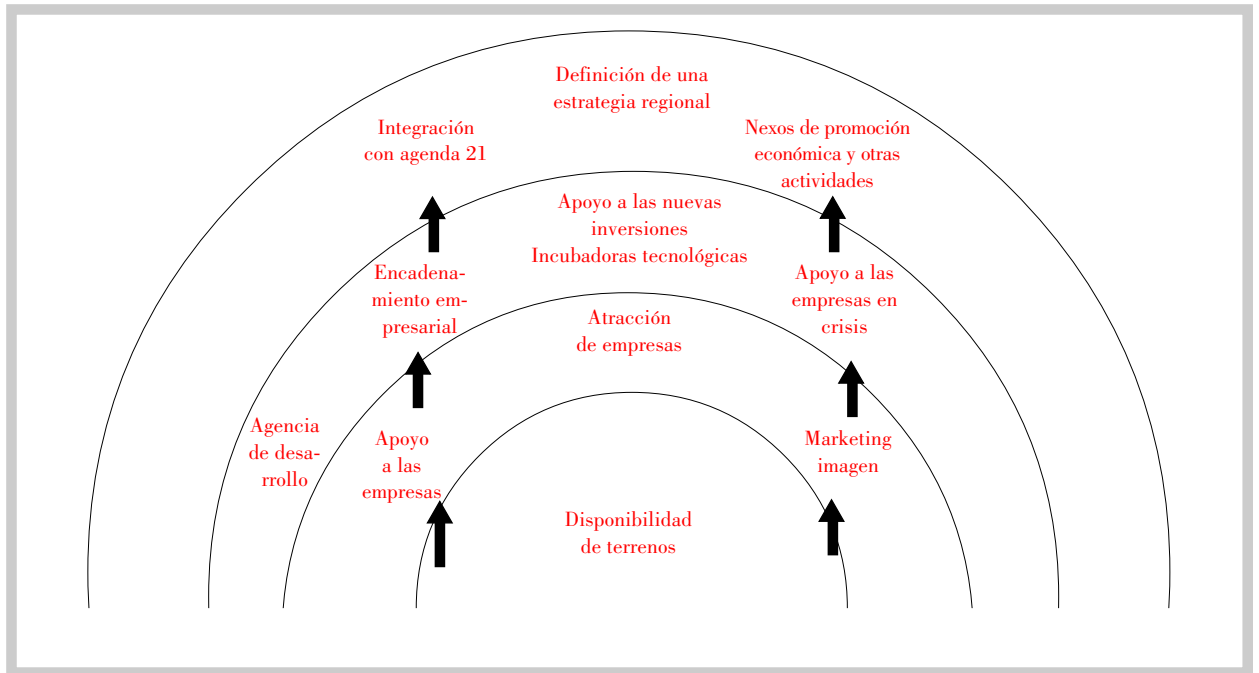 Definición de una
estrategia regional
Integración
con agenda 21
Nexos de promoción
económica y otras
actividades
Apoyo a las nuevas
inversiones
Incubadoras tecnológicas
Encadena-
miento em-
presarial
Apoyo a las
empresas en
crisis
Atracción
de empresas
Agencia
de desa-
rrollo
Apoyo
a las
empresas
Marketing
imagen
Disponibilidad
de terrenos